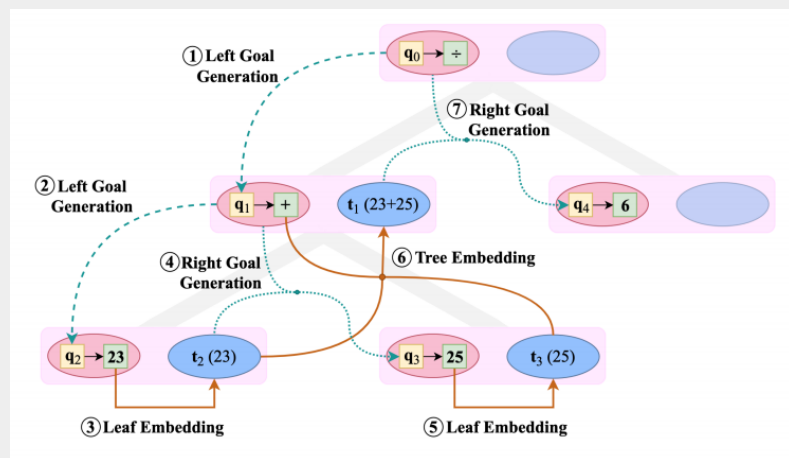 ① Left Goal
Generation
q₀ → ÷
⑦ Right Goal
Generation
② Left Goal
Generation
q₁ → +
t₁ (23+25)
q₄ → 6
④ Right Goal
Generation
⑥ Tree Embedding
q₂ → 23
t₂ (23)
q₃ → 25
t₃ (25)
③ Leaf Embedding
⑤ Leaf Embedding